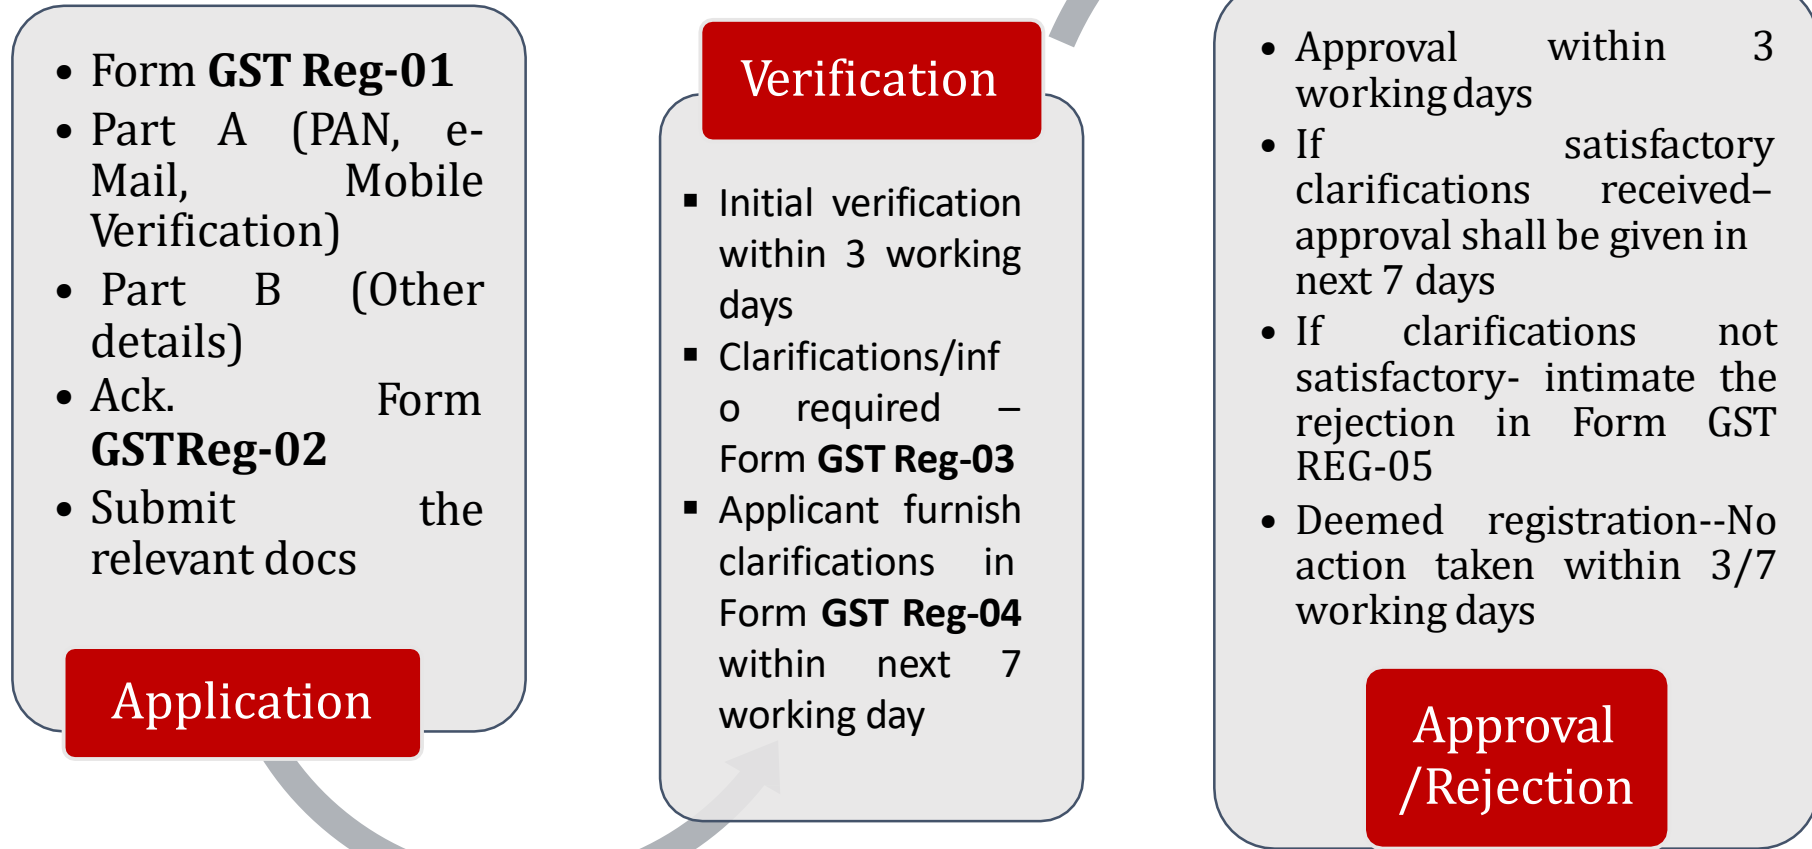 • Form GST Reg-01
• Part A (PAN, e-
Mail, Mobile
Verification)
• Part B (Other
details)
• Ack. Form
GSTReg-02
• Submit the
relevant docs
Application
Verification
▪ Initial verification
within 3 working
days
▪ Clarifications/inf
o required –
Form GST Reg-03
▪ Applicant furnish
clarifications in
Form GST Reg-04
within next 7
working day
• Approval within 3
working days
• If satisfactory
clarifications received–
approval shall be given in
next 7 days
• If clarifications not
satisfactory- intimate the
rejection in Form GST
REG-05
• Deemed registration--No
action taken within 3/7
working days
Approval
/Rejection